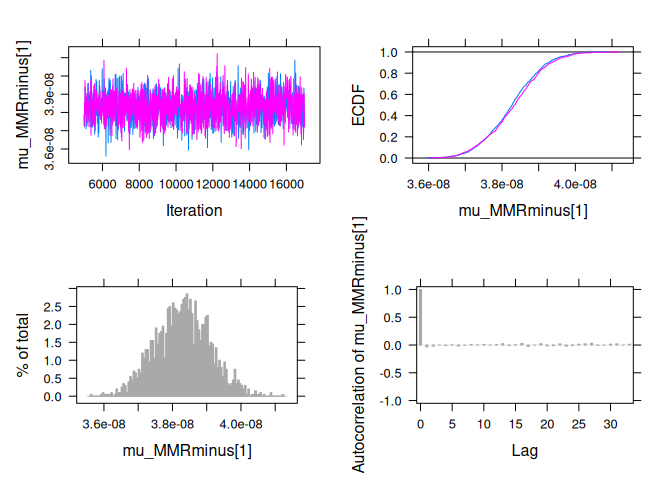 mu_MMRminus[1]
3.6e-08 3.9e-08
6000 8000 10000 12000 14000 16000
Iteration
ECDF
1.0
0.8
0.6
0.4
0.2
0.0
3.6e-08 3.8e-08 4.0e-08
mu_MMRminus[1]
% of total
2.5
2.0
1.5
1.0
0.5
0.0
3.6e-08 3.8e-08 4.0e-08
mu_MMRminus[1]
Autocorrelation of mu_MMRminus[1]
1.0
0.5
0.0
-0.5
-1.0
0 5 10 15 20 25 30
Lag